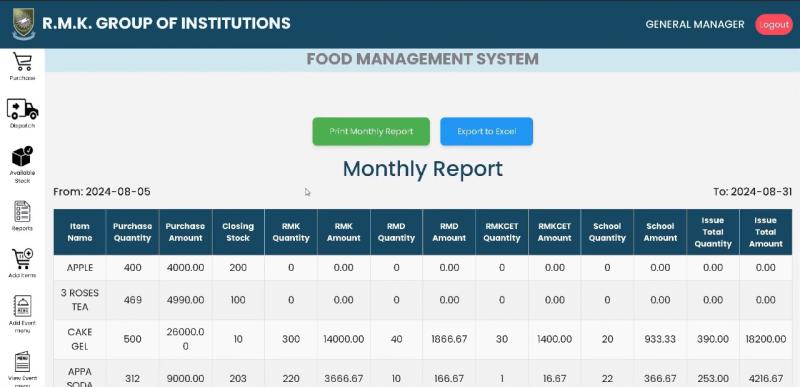 R.M.K. GROUP OF INSTITUTIONS
GENERAL MANAGER
Logout
FOOD MANAGEMENT SYSTEM
Purchase
Dispatch
Available
Stock
Reports
Add Items
Add Event
menu
View Event
menu
Print Monthly Report
Export to Excel
Monthly Report
From: 2024-08-05
To: 2024-08-31
Item Name Purchase Quantity Purchase Amount Closing Stock RMK Quantity RMK Amount RMD Quantity RMD Amount RMKCET Quantity RMKCET Amount School Quantity School Amount Issue Total Quantity Issue Total Amount
APPLE 400 4000.00 200 0 0.00 0 0.00 0 0.00 0 0.00 0.00 0.00
3 ROSES TEA 469 4990.00 100 0 0.00 0 0.00 0 0.00 0 0.00 0.00 0.00
CAKE GEL 500 26000.00 10 300 14000.00 40 1866.67 30 1400.00 20 933.33 390.00 18200.00
APPA SODA 312 9000.00 203 220 3666.67 10 166.67 1 16.67 22 366.67 253.00 4216.67